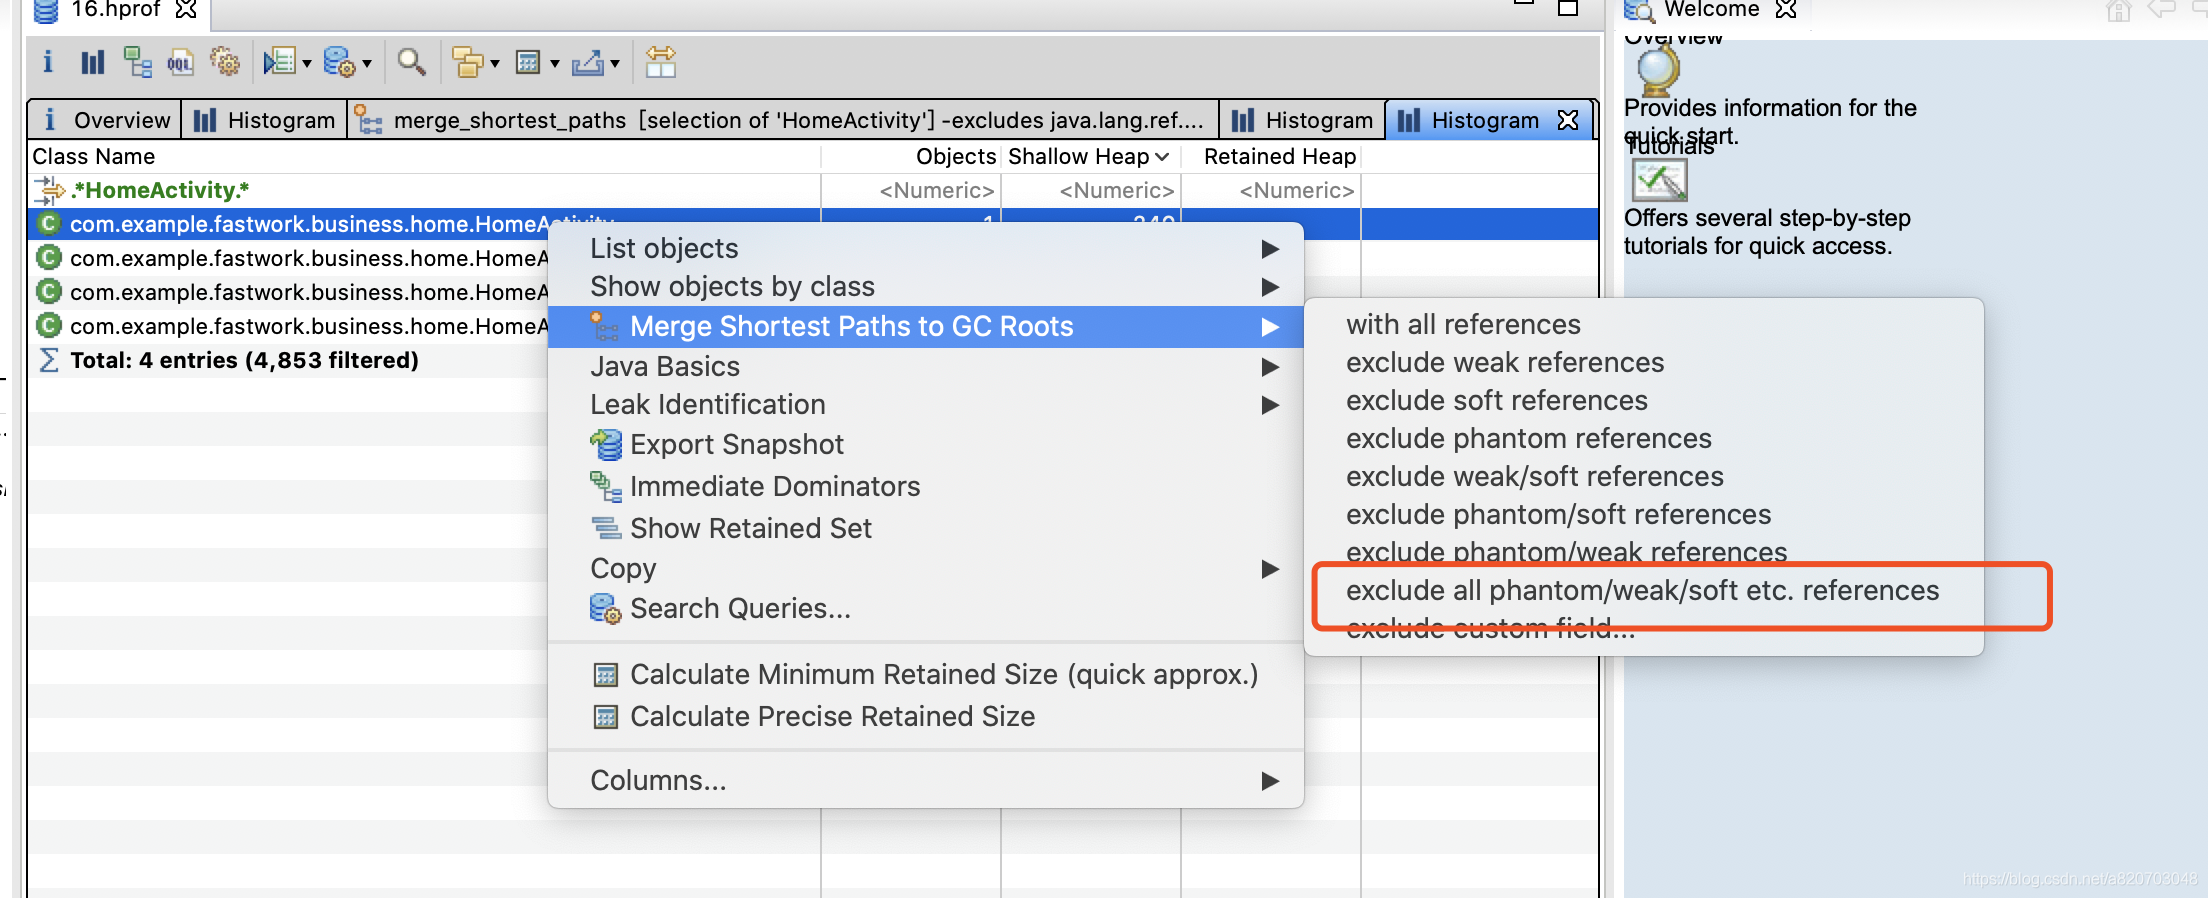 16.hprof
Welcome
Overview
OQL
Provides information for the
quick start.
Tutorials
Offers several step-by-step
tutorials for quick access.
Overview
Histogram
merge_shortest_paths [selection of 'HomeActivity'] -excludes java.lang.ref....
Histogram
Histogram
Class Name
Objects
Shallow Heap
Retained Heap
.*HomeActivity.*
<Numeric>
<Numeric>
<Numeric>
com.example.fastwork.business.home.HomeActivity
1
240
com.example.fastwork.business.home.HomeA
com.example.fastwork.business.home.HomeA
com.example.fastwork.business.home.HomeA
Total: 4 entries (4,853 filtered)
List objects
Show objects by class
Merge Shortest Paths to GC Roots
Java Basics
Leak Identification
Export Snapshot
Immediate Dominators
Show Retained Set
Copy
Search Queries...
Calculate Minimum Retained Size (quick approx.)
Calculate Precise Retained Size
Columns...
with all references
exclude weak references
exclude soft references
exclude phantom references
exclude weak/soft references
exclude phantom/soft references
exclude phantom/weak references
exclude all phantom/weak/soft etc. references
exclude custom field...
https://blog.csdn.net/a820703048